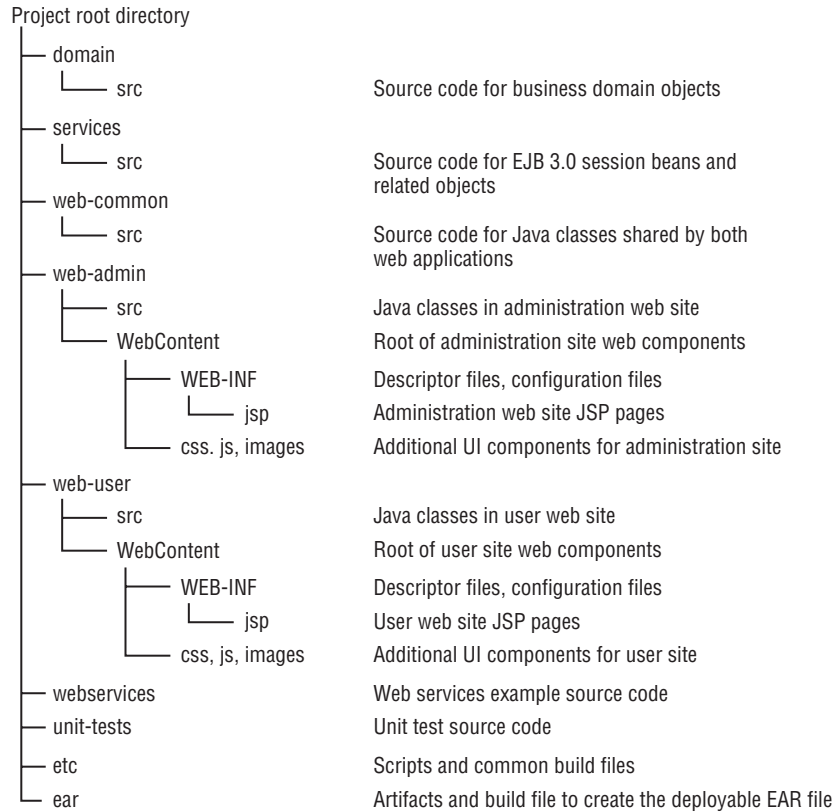 Project root directory
domain
src Source code for business domain objects
services
src Source code for EJB 3.0 session beans and
related objects
web-common
src Source code for Java classes shared by both
web applications
web-admin
src Java classes in administration web site
WebContent Root of administration site web components
WEB-INF Descriptor files, configuration files
jsp Administration web site JSP pages
css. js, images Additional UI components for administration site
web-user
src Java classes in user web site
WebContent Root of user site web components
WEB-INF Descriptor files, configuration files
jsp User web site JSP pages
css, js, images Additional UI components for user site
webservices Web services example source code
unit-tests Unit test source code
etc Scripts and common build files
ear Artifacts and build file to create the deployable EAR file